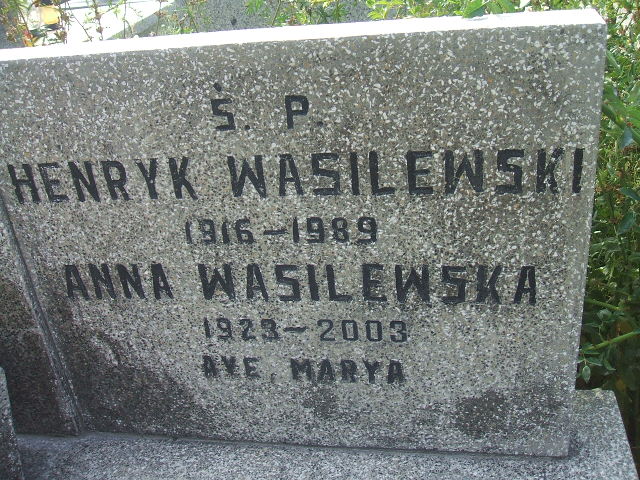 Ś. P.
HENRYK WASILEWSKI
1916-1989
ANNA WASILEWSKA
1923-2003
AVE, MARYA